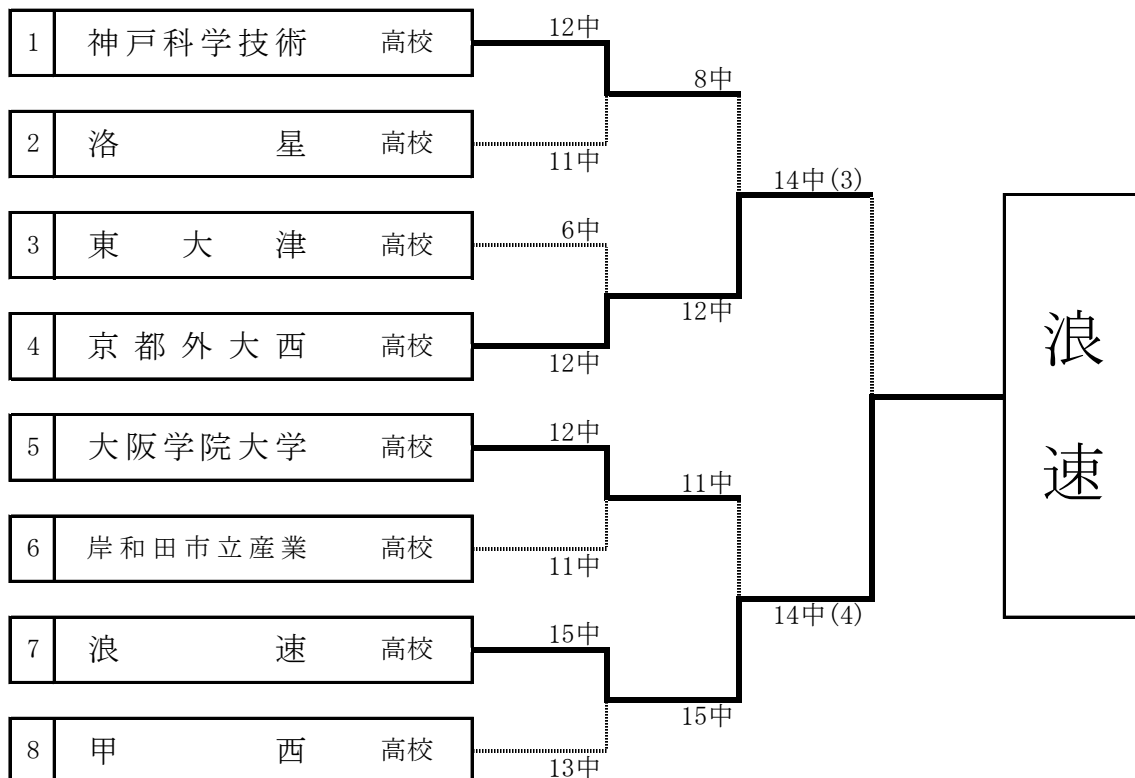 1 神戸科学技術 高校 12中
8中
2 洛星 高校 11中
14中(3)
3 東大津 高校 6中
12中
4 京都外大西 高校 12中
浪速
5 大阪学院大学 高校 12中
11中
6 岸和田市立産業 高校 11中
14中(4)
7 浪速 高校 15中
15中
8 甲西 高校 13中